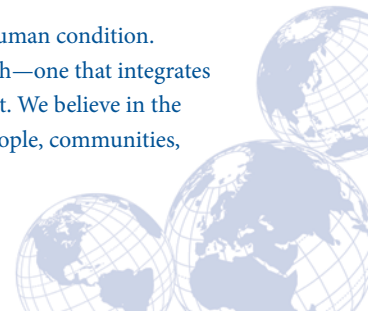 uman condition.
h—one that integrates
t. We believe in the
ople, communities,